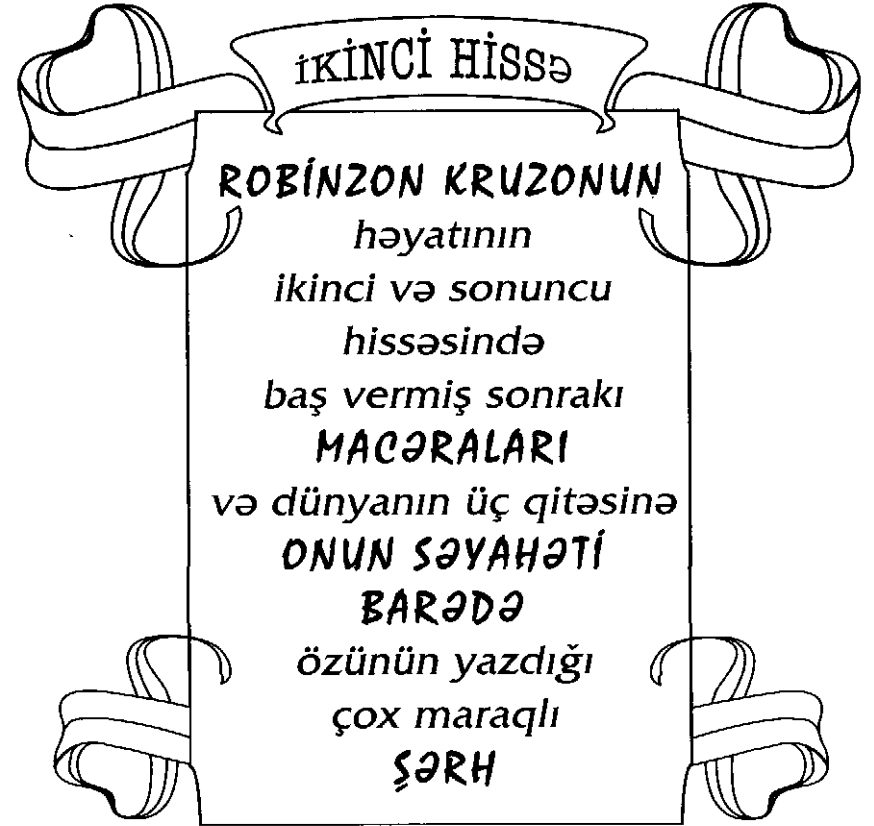 İKİNCİ HİSSƏ
ROBİNZON KRUZONUN
həyatının
ikinci və sonuncu
hissəsində
baş vermiş sonrakı
MACƏRALARI
və dünyanın üç qitəsinə
ONUN SƏYAHƏTİ
BARƏDƏ
özünün yazdığı
çox maraqlı
ŞƏRH